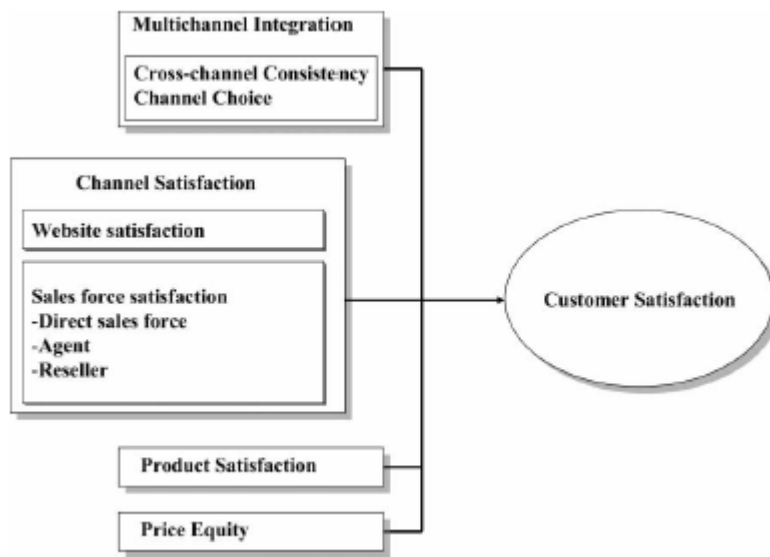 Multichannel Integration
Cross-channel Consistency
Channel Choice
Channel Satisfaction
Website satisfaction
Sales force satisfaction
-Direct sales force
-Agent
-Reseller
Customer Satisfaction
Product Satisfaction
Price Equity